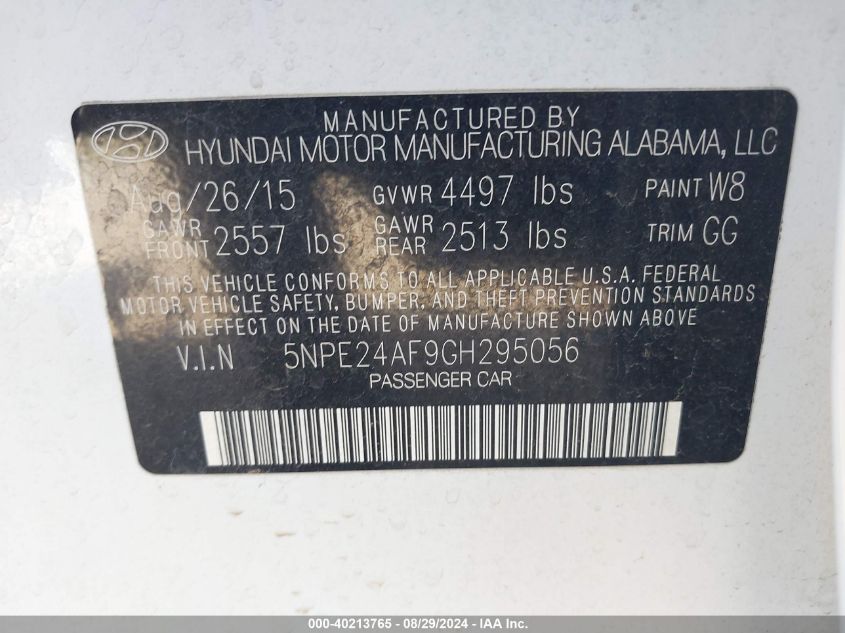 MANUFACTURED BY
HYUNDAI MOTOR MANUFACTURING ALABAMA, LLC
Aug/26/15 GVWR 4497 lbs PAINT W8
GAWR FRONT 2557 lbs GAWR REAR 2513 lbs TRIM GG
THIS VEHICLE CONFORMS TO ALL APPLICABLE U.S.A. FEDERAL
MOTOR VEHICLE SAFETY, BUMPER, AND THEFT PREVENTION STANDARDS
IN EFFECT ON THE DATE OF MANUFACTURE SHOWN ABOVE
V.I.N 5NPE24AF9GH295056
PASSENGER CAR
000-40213765 - 08/29/2024 - IAA Holdings, LLC.